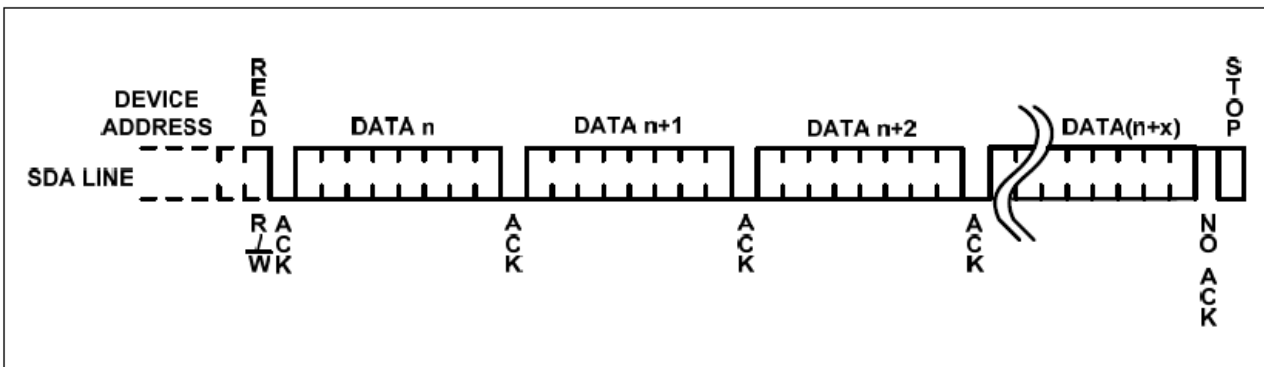 READ
STOP
DEVICE
ADDRESS
DATA n
DATA n+1
DATA n+2
DATA(n+x)
SDA LINE
R/W
ACK
ACK
ACK
ACK
NO ACK